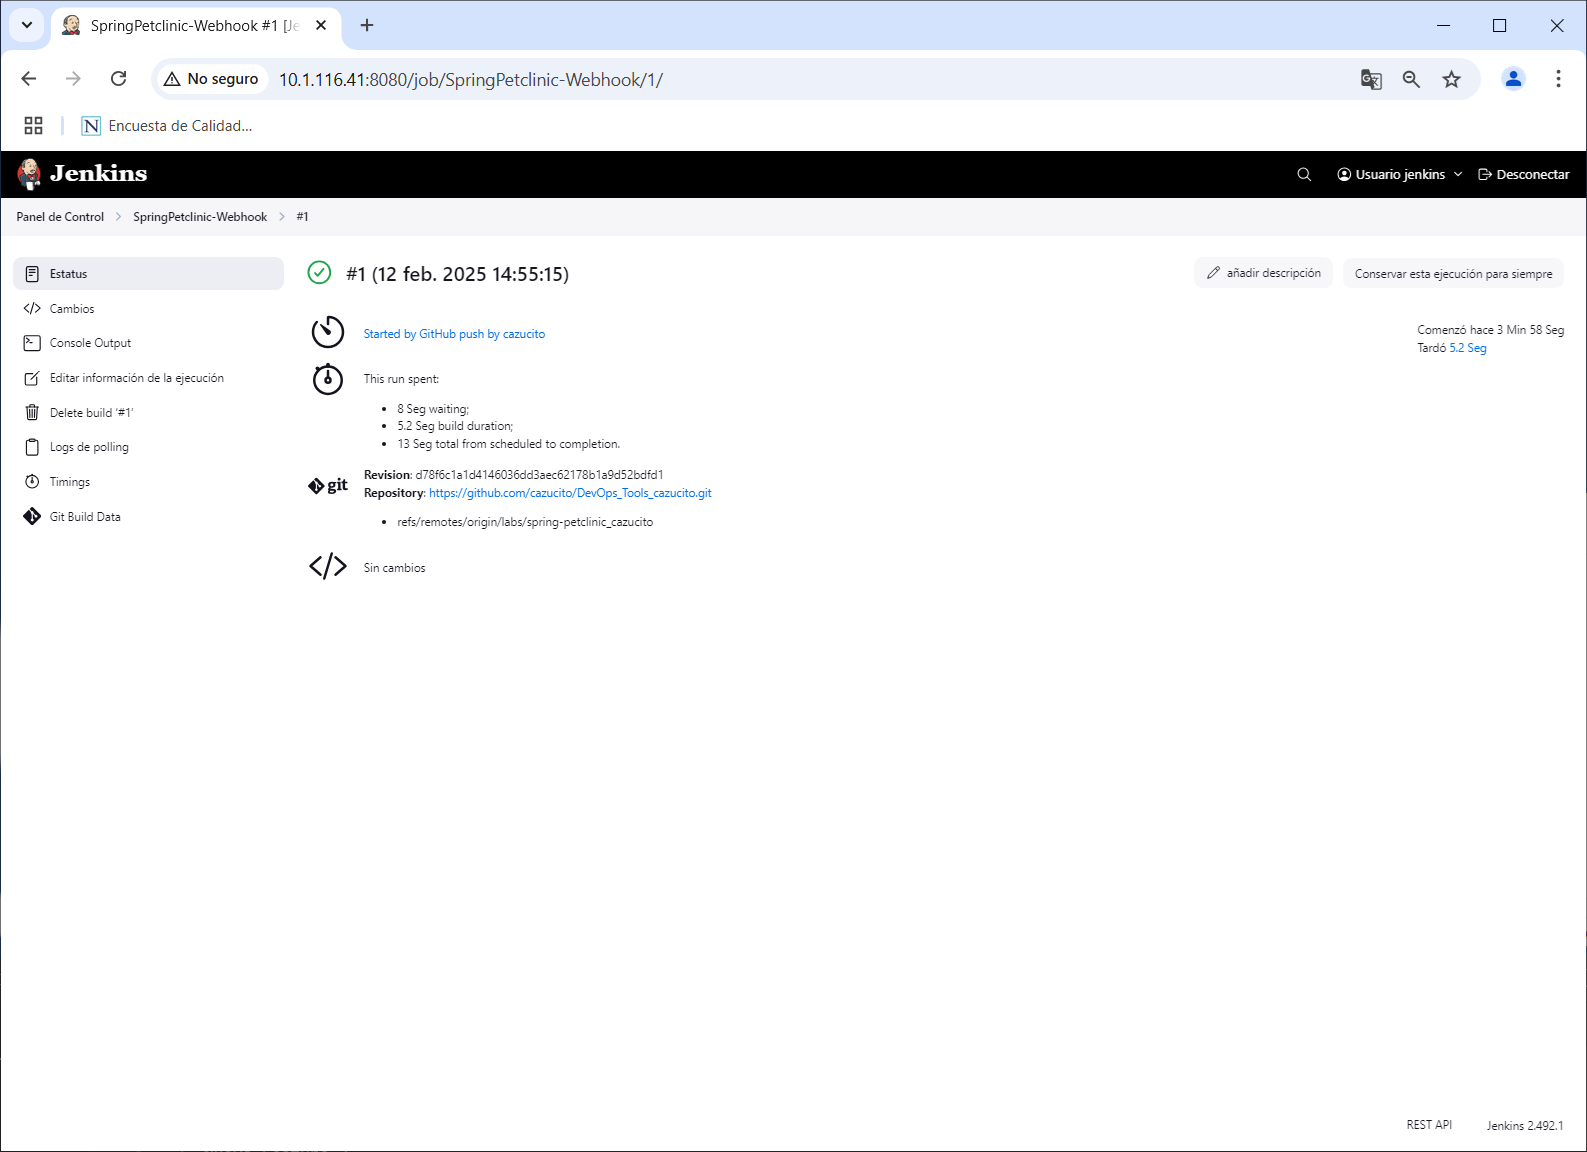 SpringPetclinic-Webhook #1 [Je
No seguro
10.1.116.41:8080/job/SpringPetclinic-Webhook/1/
Encuesta de Calidad...
Jenkins
Usuario jenkins
Desconectar
Panel de Control
SpringPetclinic-Webhook
#1
Estatus
Cambios
Console Output
Editar información de la ejecución
Delete build '#1'
Logs de polling
Timings
Git Build Data
#1 (12 feb. 2025 14:55:15)
añadir descripción
Conservar esta ejecución para siempre
Started by GitHub push by cazucito
Comenzó hace 3 Min 58 Seg
Tardó 5.2 Seg
This run spent:
8 Seg waiting;
5.2 Seg build duration;
13 Seg total from scheduled to completion.
git
Revision: d78f6c1a1d4146036dd3aec62178b1a9d52bdfd1
Repository: https://github.com/cazucito/DevOps_Tools_cazucito.git
refs/remotes/origin/labs/spring-petclinic_cazucito
Sin cambios
REST API
Jenkins 2.492.1